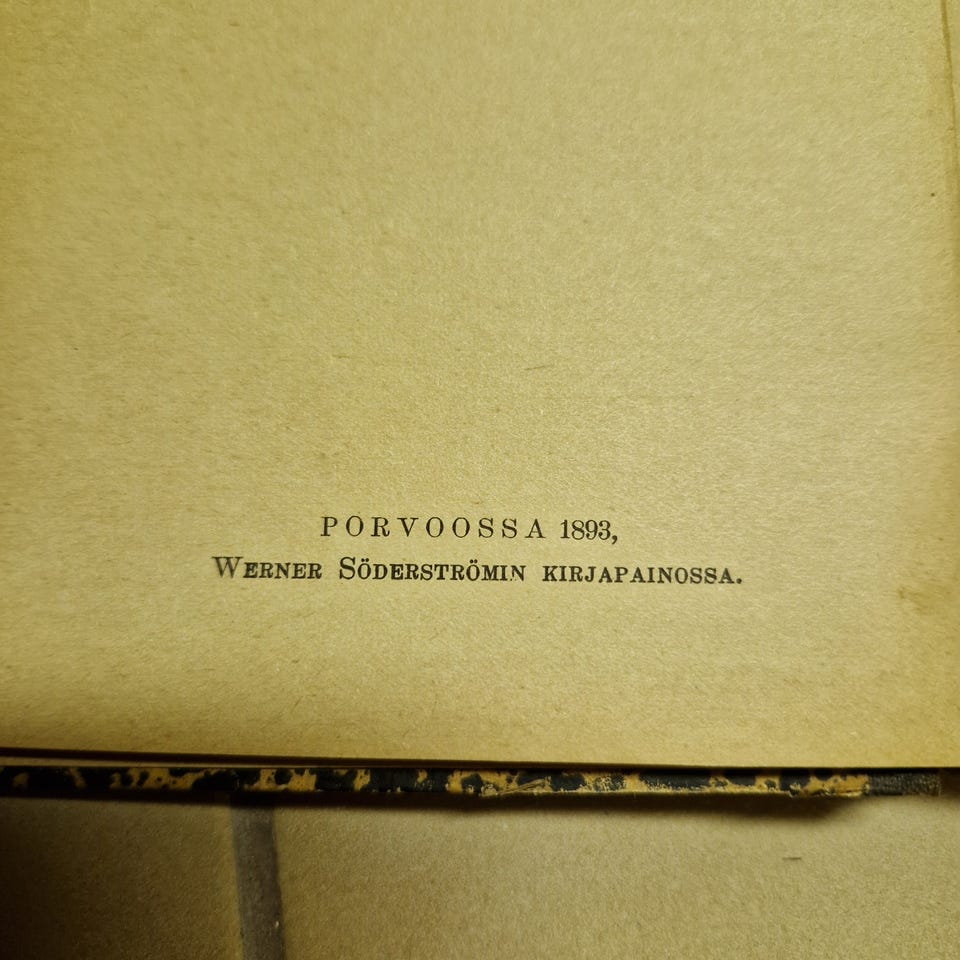 PORVOOSSA 1893,
WERNER SÖDERSTRÖMIN KIRJAPAINOSSA.